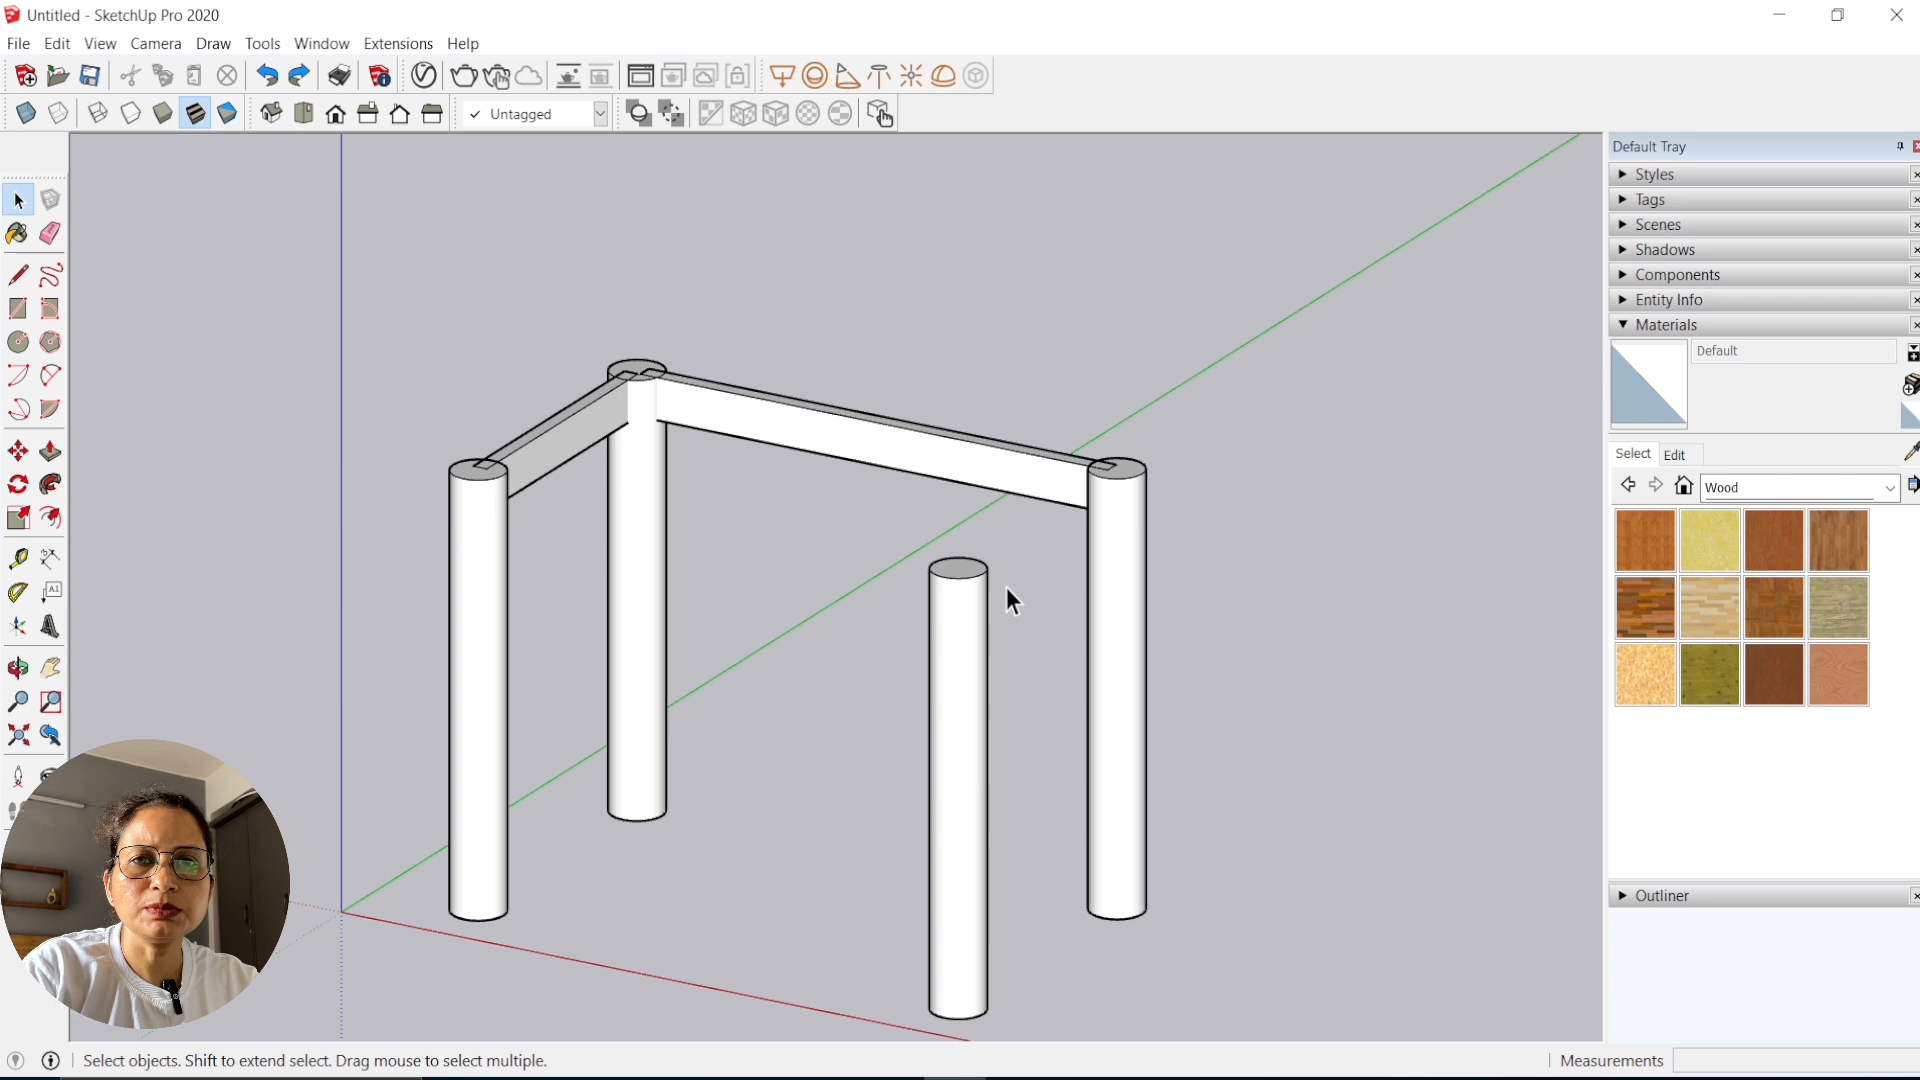 Untitled - SketchUp Pro 2020
File Edit View Camera Draw Tools Window Extensions Help
✓ Untagged
Default Tray
Styles
Tags
Scenes
Shadows
Components
Entity Info
Materials
Default
Select Edit
Wood
Outliner
A1
Select objects. Shift to extend select. Drag mouse to select multiple.
Measurements